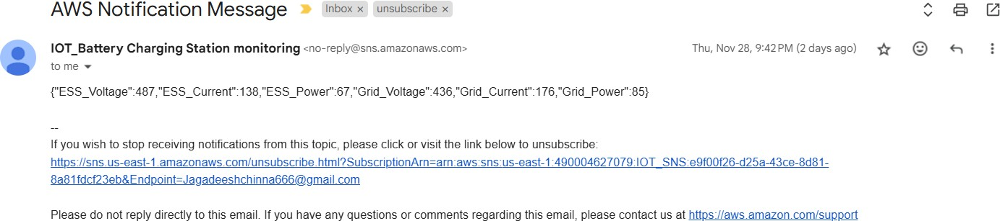 AWS Notification Message Inbox × unsubscribe ×
IOT_Battery Charging Station monitoring <no-reply@sns.amazonaws.com> Thu, Nov 28, 9:42 PM (2 days ago)
to me
{"ESS_Voltage":487,"ESS_Current":138,"ESS_Power":67,"Grid_Voltage":436,"Grid_Current":176,"Grid_Power":85}
--
If you wish to stop receiving notifications from this topic, please click or visit the link below to unsubscribe:
https://sns.us-east-1.amazonaws.com/unsubscribe.html?SubscriptionArn=arn:aws:sns:us-east-1:490004627079:IOT_SNS:e9f00f26-d25a-43ce-8d81-
8a81fdcf23eb&Endpoint=Jagadeeshchinna666@gmail.com
Please do not reply directly to this email. If you have any questions or comments regarding this email, please contact us at https://aws.amazon.com/support